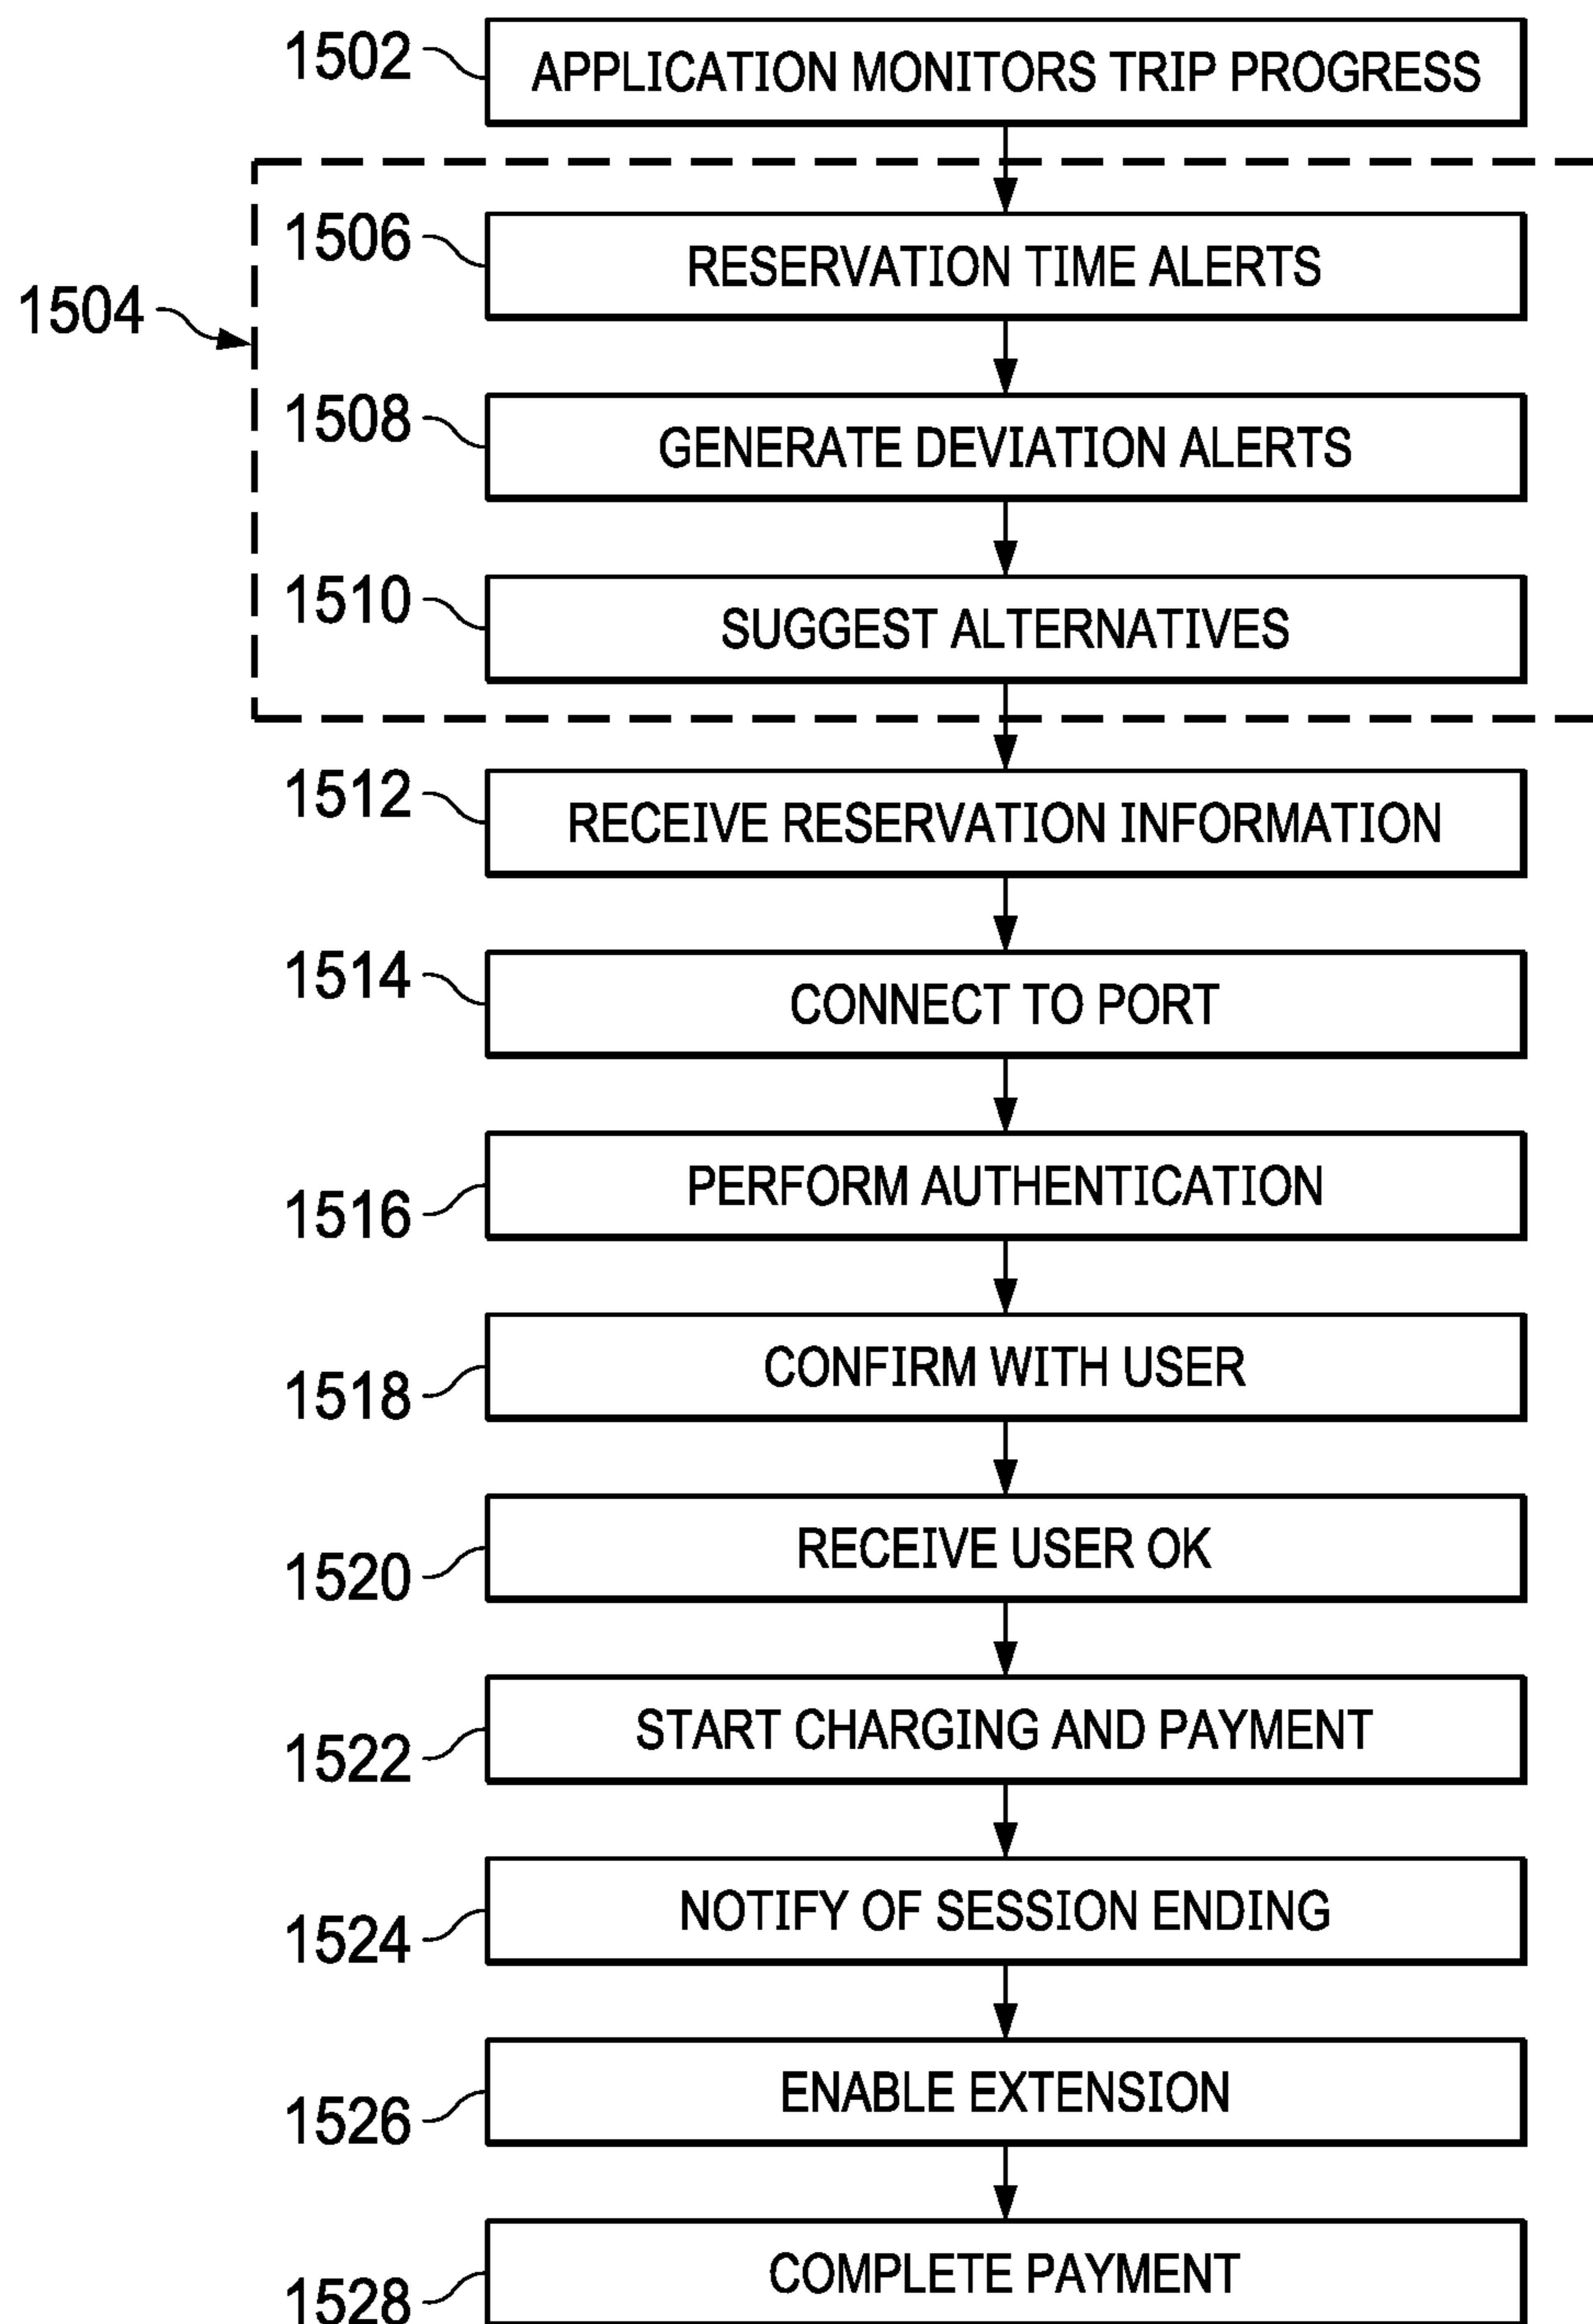 1502 APPLICATION MONITORS TRIP PROGRESS
1506 RESERVATION TIME ALERTS
1504
1508 GENERATE DEVIATION ALERTS
1510 SUGGEST ALTERNATIVES
1512 RECEIVE RESERVATION INFORMATION
1514 CONNECT TO PORT
1516 PERFORM AUTHENTICATION
1518 CONFIRM WITH USER
1520 RECEIVE USER OK
1522 START CHARGING AND PAYMENT
1524 NOTIFY OF SESSION ENDING
1526 ENABLE EXTENSION
1528 COMPLETE PAYMENT